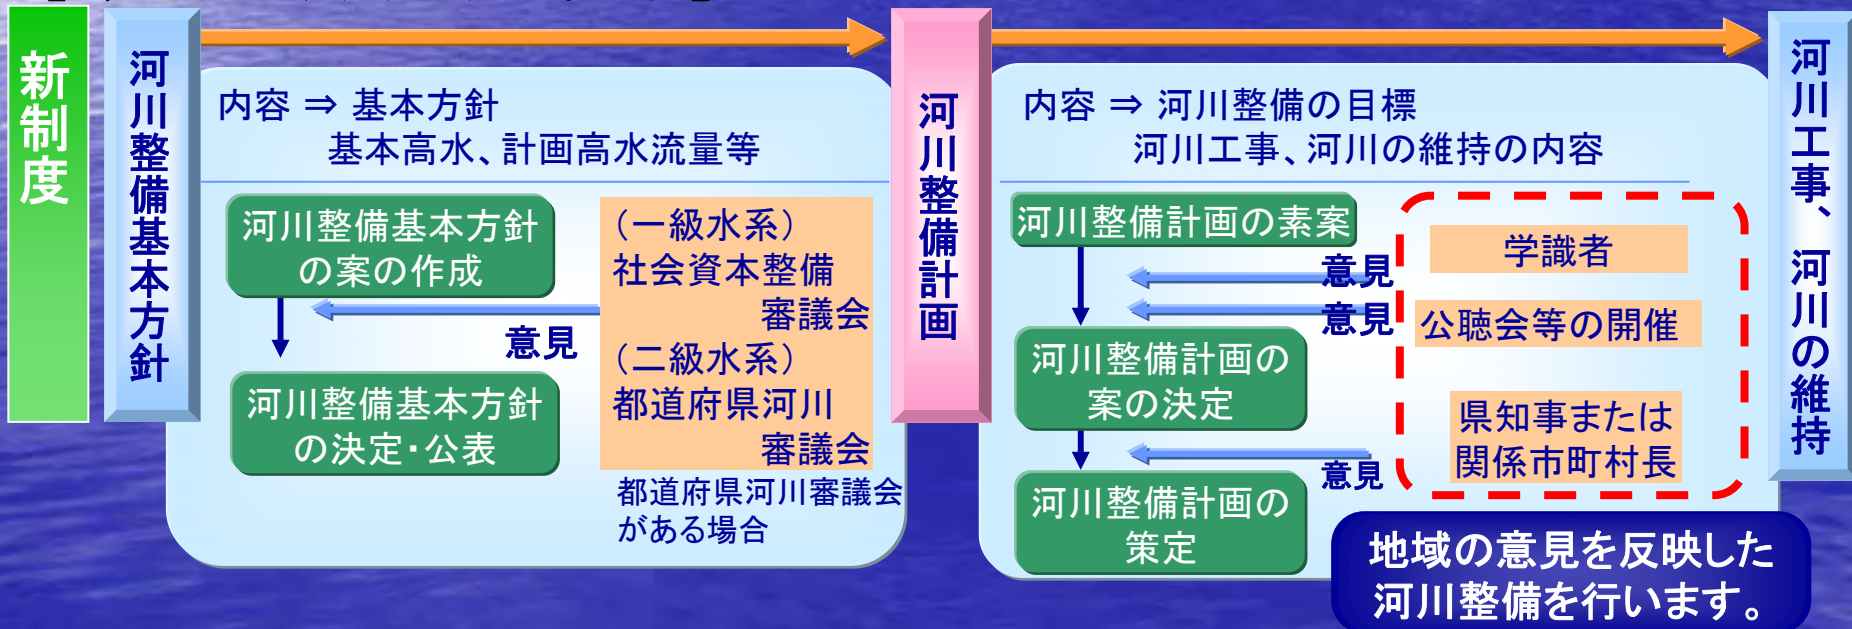 新制度
河川整備基本方針
内容 ⇒ 基本方針
基本高水、計画高水流量等
河川整備基本方針
の案の作成
意見
(一級水系)
社会資本整備
審議会
(二級水系)
都道府県河川
審議会
都道府県河川審議会
がある場合
河川整備基本方針
の決定・公表
河川整備計画
内容 ⇒ 河川整備の目標
河川工事、河川の維持の内容
河川整備計画の素案
意見
学識者
意見
公聴会等の開催
河川整備計画の
案の決定
意見
県知事または
関係市町村長
河川整備計画の
策定
地域の意見を反映した
河川整備を行います。
河川工事、河川の維持